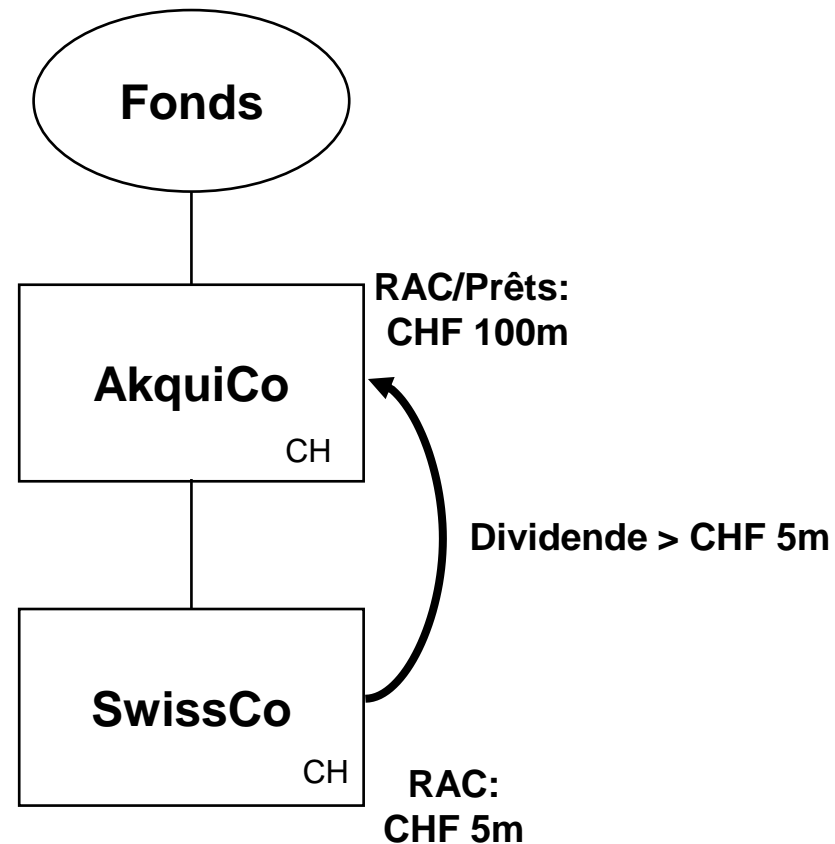 Fonds
RAC/Prêts:
CHF 100m
AkquiCo
CH
Dividende > CHF 5m
SwissCo
CH
RAC:
CHF 5m